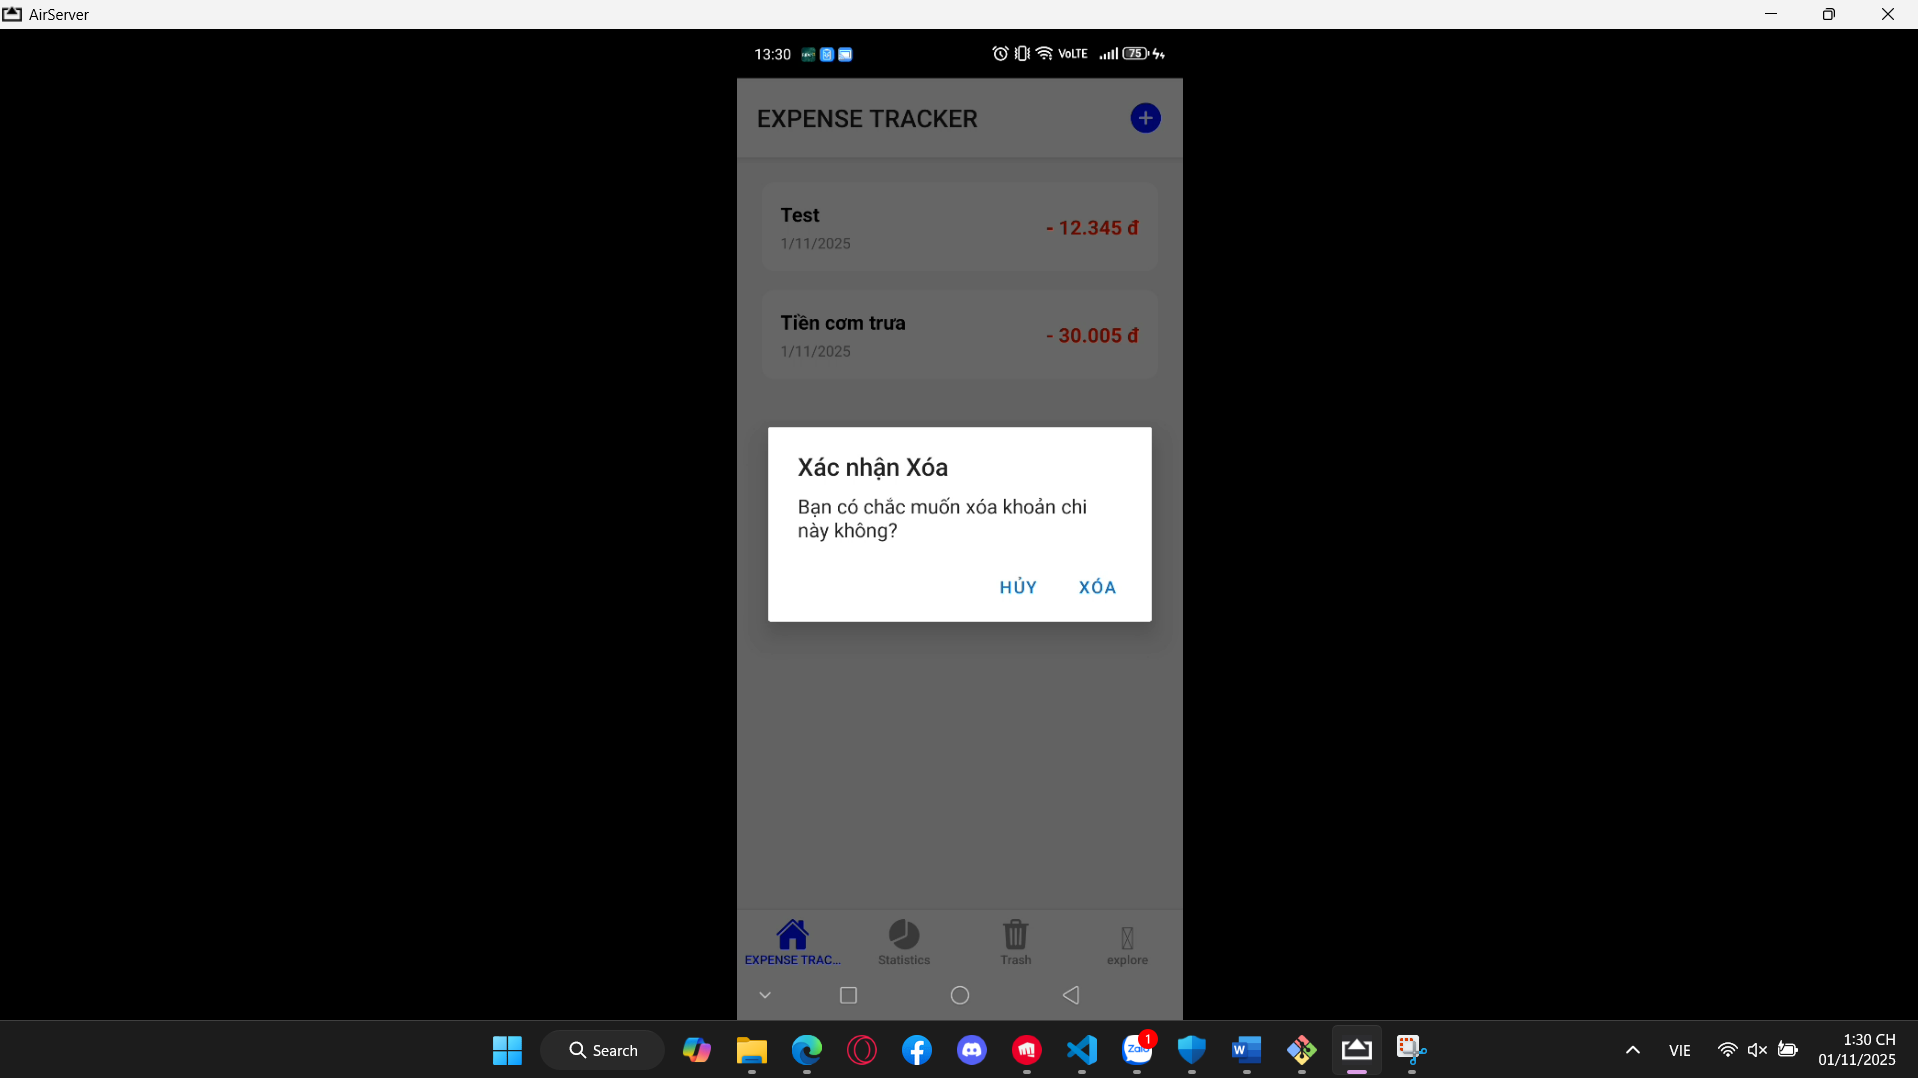 AirServer
13:30
VoLTE
75
EXPENSE TRACKER
Test
1/11/2025
- 12.345 đ
Tiền cơm trưa
1/11/2025
- 30.005 đ
Xác nhận Xóa
Bạn có chắc muốn xóa khoản chi
này không?
HỦY
XÓA
EXPENSE TRAC...
Statistics
Trash
explore
Search
Zalo
1
W
VIE
1:30 CH
01/11/2025